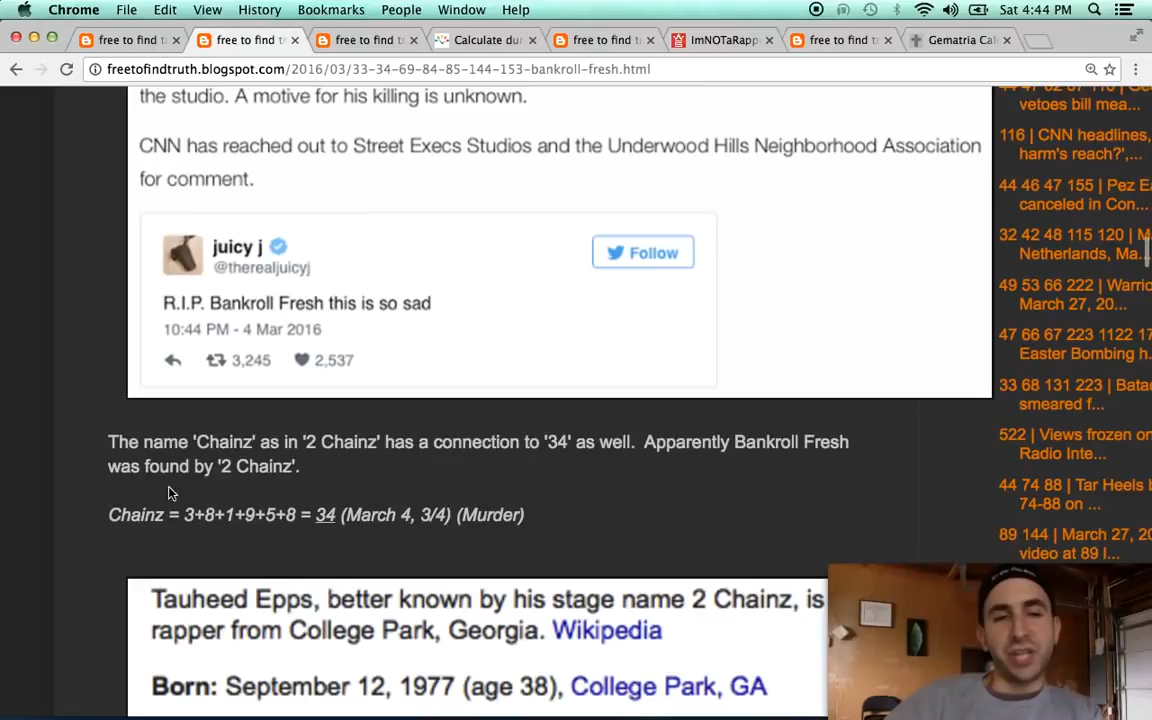 Chrome File Edit View History Bookmarks People Window Help Sat 4:44 PM
free to find t × free to find t × free to find t × Calculate du × free to find t × ImNOTaRapp × free to find t × Gematria Cal ×
freetofindtruth.blogspot.com/2016/03/33-34-69-84-85-144-153-bankroll-fresh.html
the studio. A motive for his killing is unknown.
CNN has reached out to Street Execs Studios and the Underwood Hills Neighborhood Association
for comment.
juicy j
@therealjuicyj
Follow
R.I.P. Bankroll Fresh this is so sad
10:44 PM - 4 Mar 2016
3,245 2,537
The name 'Chainz' as in '2 Chainz' has a connection to '34' as well. Apparently Bankroll Fresh
was found by '2 Chainz'.
Chainz = 3+8+1+9+5+8 = 34 (March 4, 3/4) (Murder)
Tauheed Epps, better known by his stage name 2 Chainz, is
rapper from College Park, Georgia. Wikipedia
Born: September 12, 1977 (age 38), College Park, GA
vetoes bill mea...
116 | CNN headlines,
harm's reach?',...
44 46 47 155 | Pez Ea
canceled in Con...
32 42 48 115 120 | M
Netherlands, Ma...
49 53 66 222 | Warrio
March 27, 20...
47 66 67 223 1122 17
Easter Bombing h...
33 68 131 223 | Batac
smeared f...
522 | Views frozen on
Radio Inte...
44 74 88 | Tar Heels b
74-88 on ...
89 144 | March 27, 20
video at 89 l...